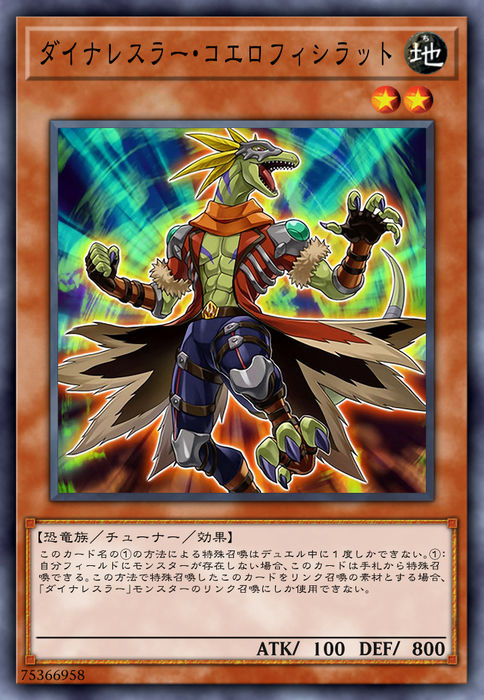 ダイナレスラー・コエロフィシラット
ち
地
【恐竜族／チューナー／効果】
このカード名の①の方法による特殊召喚はデュエル中に１度しかできない。①：
自分フィールドにモンスターが存在しない場合、このカードは手札から特殊召
喚できる。この方法で特殊召喚したこのカードをリンク召喚の素材とする場合、
「ダイナレスラー」モンスターのリンク召喚にしか使用できない。
ATK/ 100 DEF/ 800
75366958